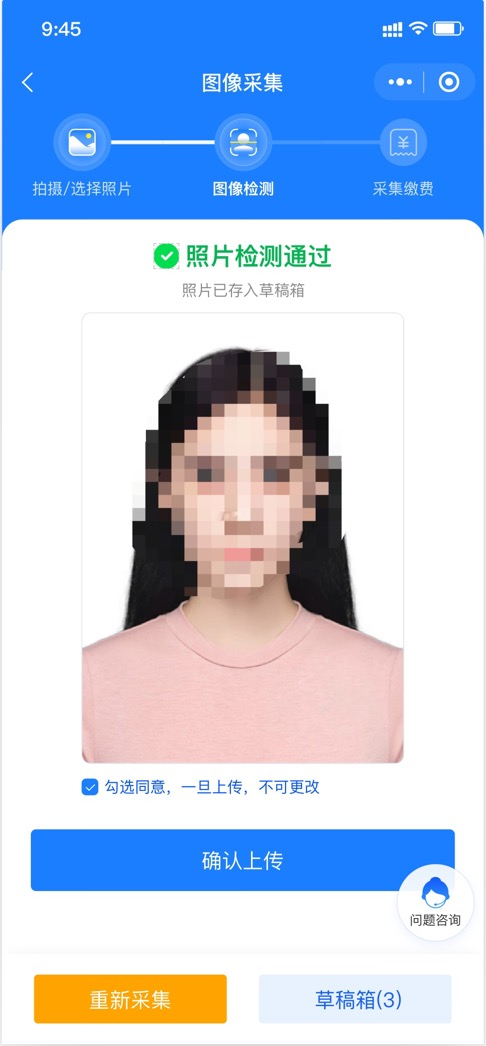 9:45
图像采集
拍摄/选择照片
图像检测
采集缴费
照片检测通过
照片已存入草稿箱
勾选同意，一旦上传，不可更改
确认上传
问题咨询
重新采集
草稿箱(3)